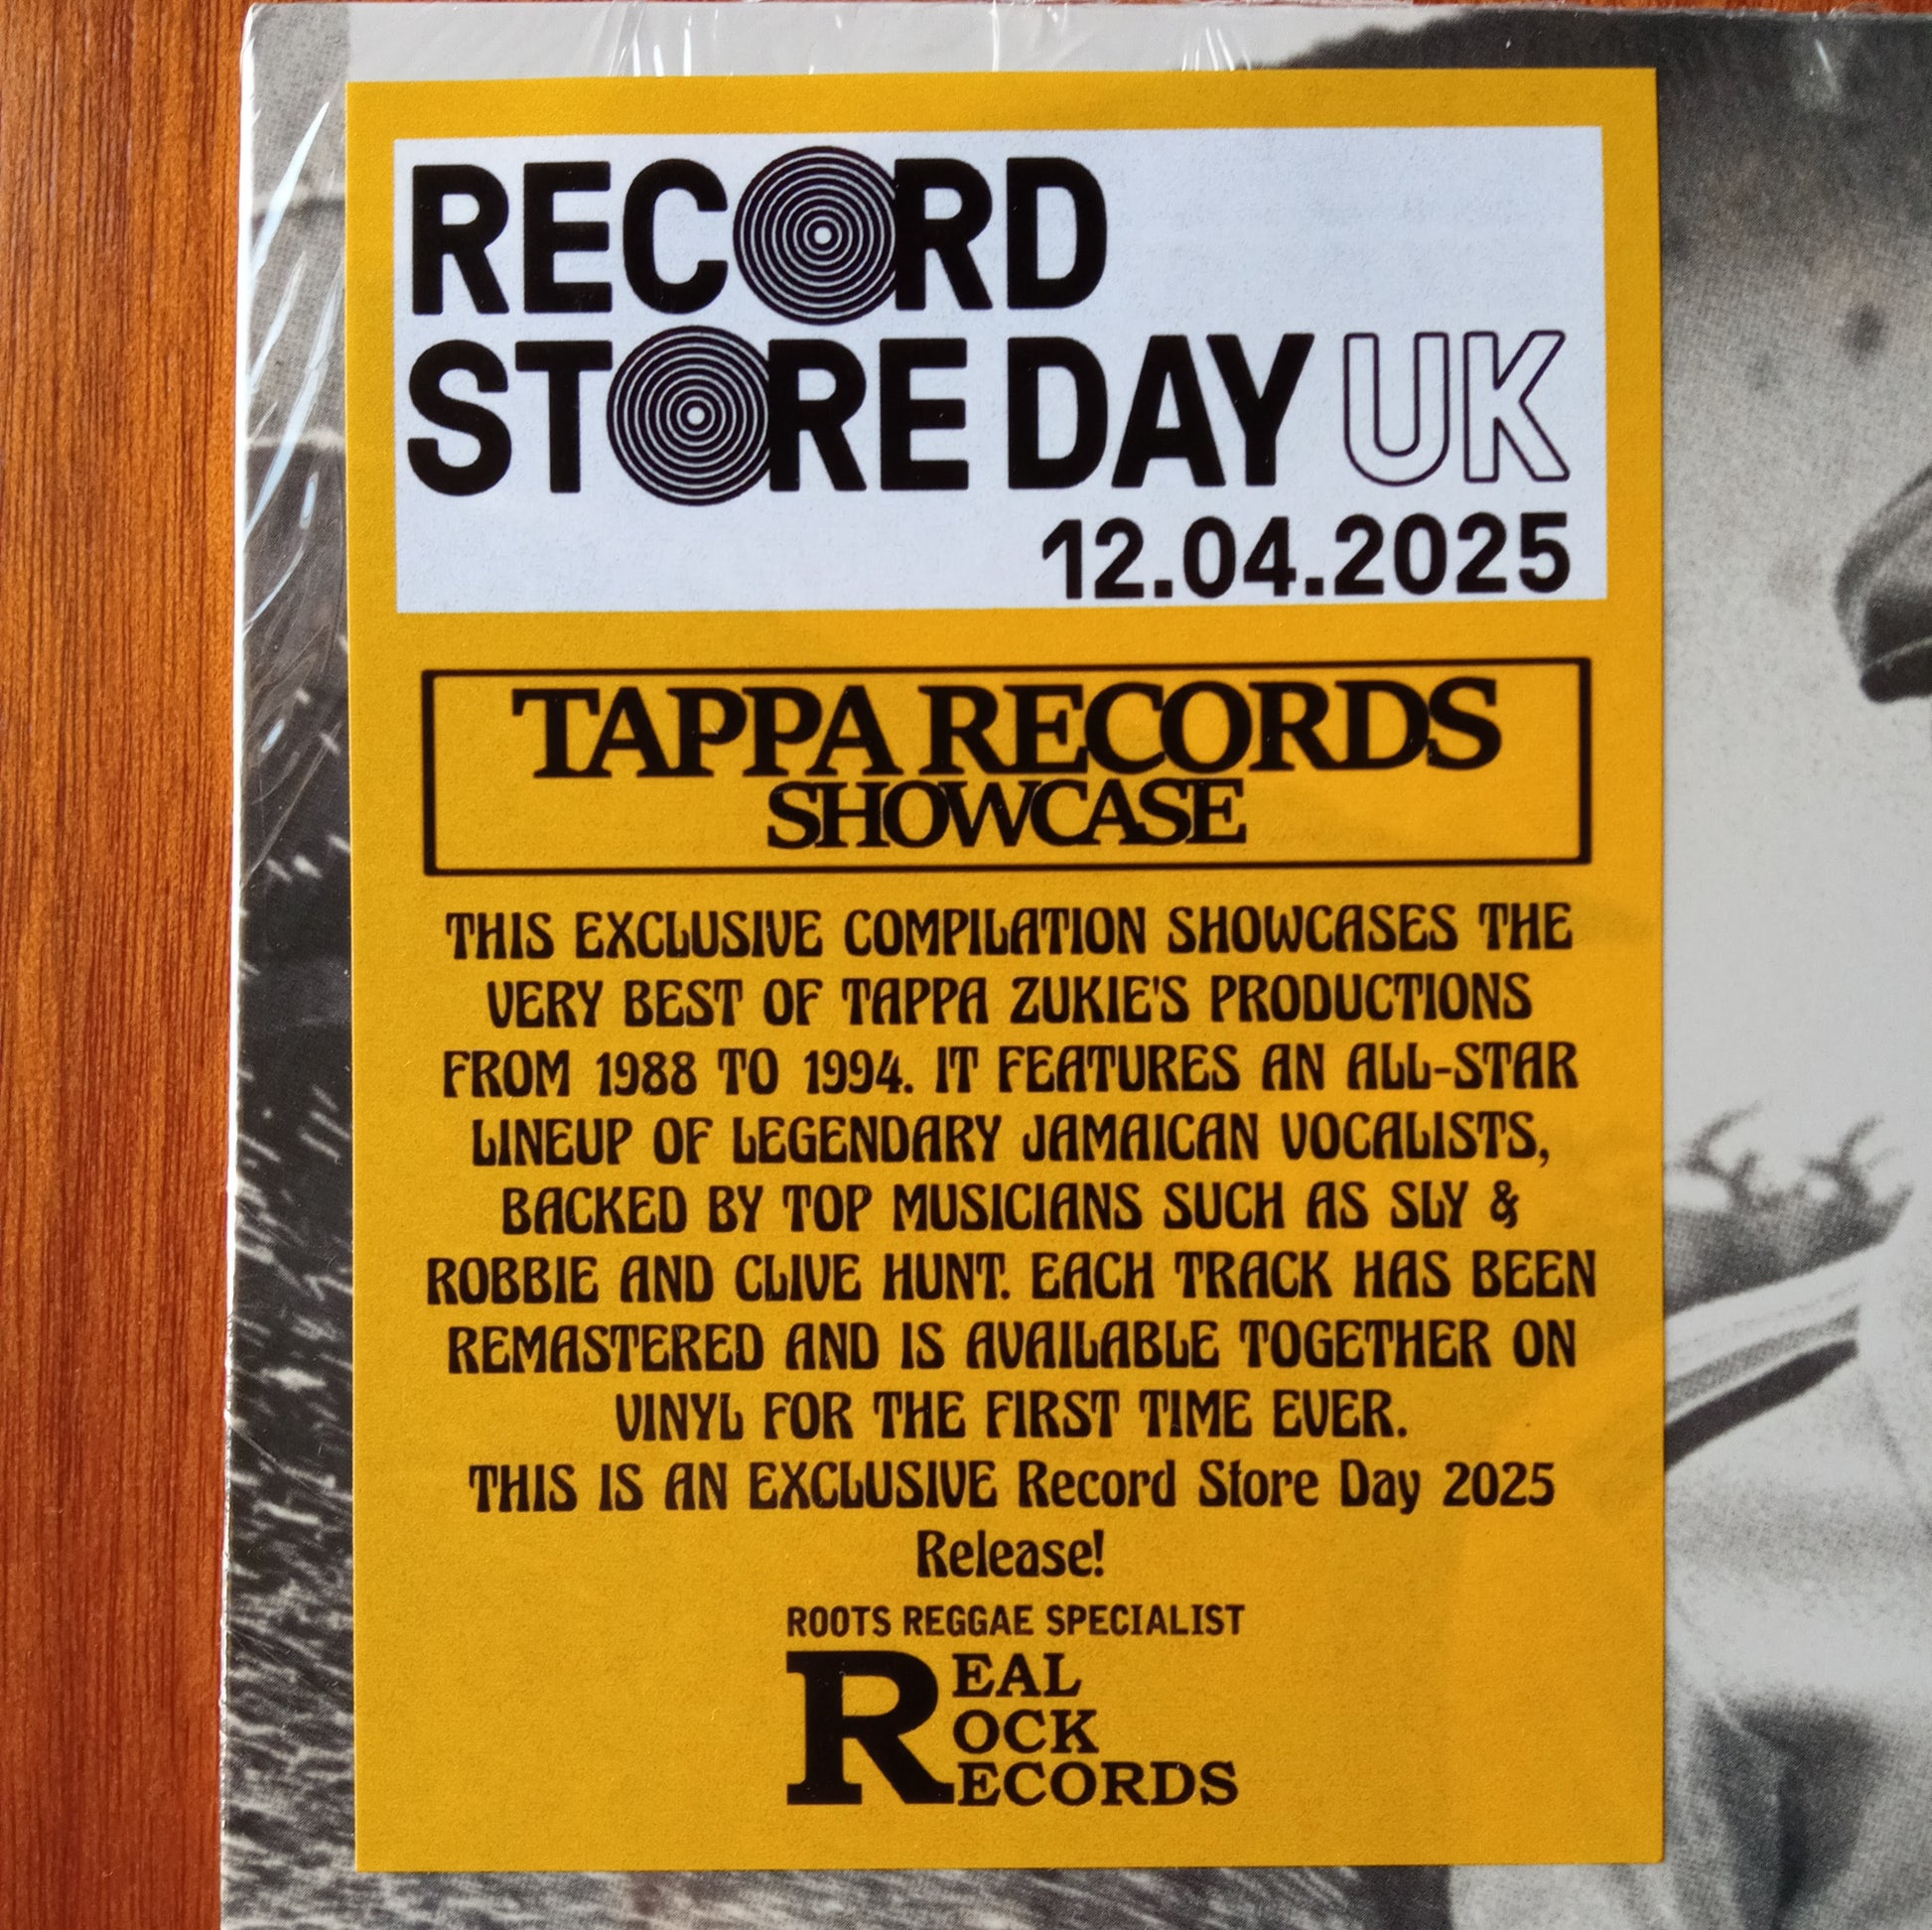 RECORD
STORE DAY UK
12.04.2025
TAPPA RECORDS
SHOWCASE
THIS EXCLUSIVE COMPILATION SHOWCASES THE
VERY BEST OF TAPPA ZUKIE'S PRODUCTIONS
FROM 1988 TO 1994. IT FEATURES AN ALL-STAR
LINEUP OF LEGENDARY JAMAICAN VOCALISTS,
BACKED BY TOP MUSICIANS SUCH AS SLY &
ROBBIE AND CLIVE HUNT. EACH TRACK HAS BEEN
REMASTERED AND IS AVAILABLE TOGETHER ON
VINYL FOR THE FIRST TIME EVER.
THIS IS AN EXCLUSIVE Record Store Day 2025
Release!
ROOTS REGGAE SPECIALIST
REAL
ROCK
RECORDS